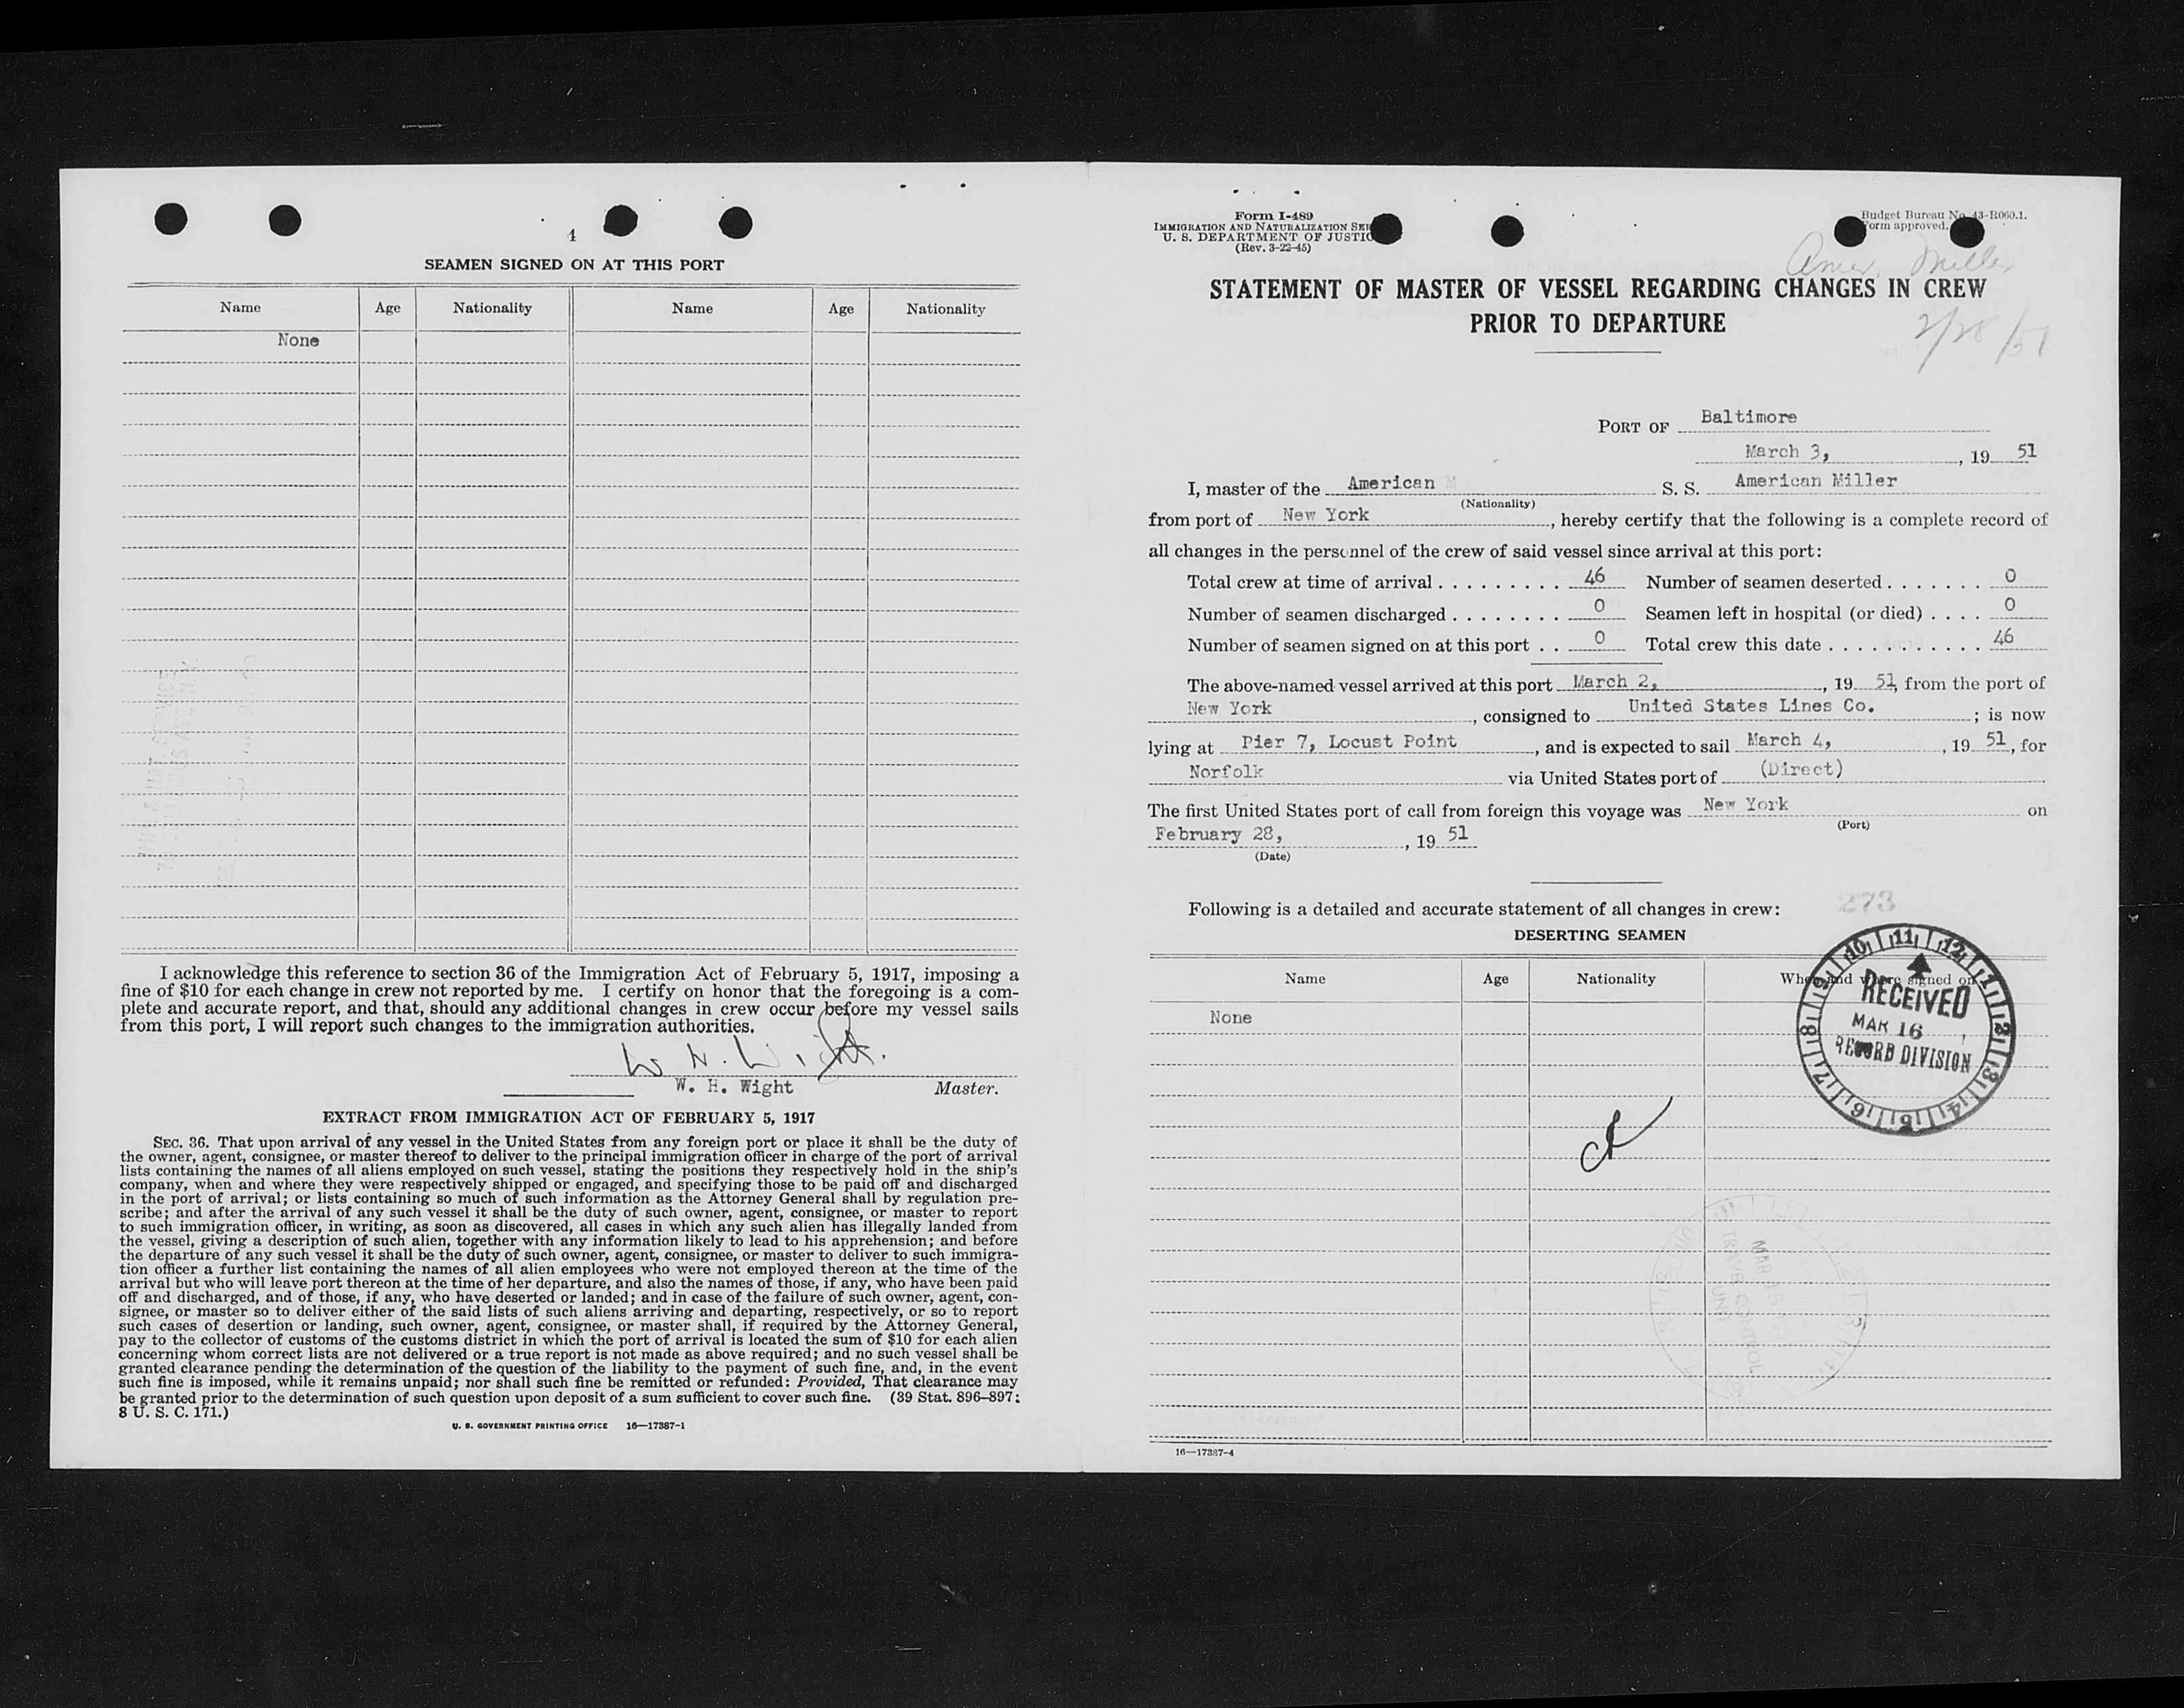 4
SEAMEN SIGNED ON AT THIS PORT
Name Age Nationality Name Age Nationality
None
I acknowledge this reference to section 36 of the Immigration Act of February 5, 1917, imposing a
fine of $10 for each change in crew not reported by me. I certify on honor that the foregoing is a com-
plete and accurate report, and that, should any additional changes in crew occur before my vessel sails
from this port, I will report such changes to the immigration authorities.
W. H. Wight
W. H. Wight Master.
EXTRACT FROM IMMIGRATION ACT OF FEBRUARY 5, 1917
SEC. 36. That upon arrival of any vessel in the United States from any foreign port or place it shall be the duty of
the owner, agent, consignee, or master thereof to deliver to the principal immigration officer in charge of the port of arrival
lists containing the names of all aliens employed on such vessel, stating the positions they respectively hold in the ship's
company, when and where they were respectively shipped or engaged, and specifying those to be paid off and discharged
in the port of arrival; or lists containing so much of such information as the Attorney General shall by regulation pre-
scribe; and after the arrival of any such vessel it shall be the duty of such owner, agent, consignee, or master to report
to such immigration officer, in writing, as soon as discovered, all cases in which any such alien has illegally landed from
the vessel, giving a description of such alien, together with any information likely to lead to his apprehension; and before
the departure of any such vessel it shall be the duty of such owner, agent, consignee, or master to deliver to such immigra-
tion officer a further list containing the names of all alien employees who were not employed thereon at the time of the
arrival but who will leave port thereon at the time of her departure, and also the names of those, if any, who have been paid
off and discharged, and of those, if any, who have deserted or landed; and in case of the failure of such owner, agent, con-
signee, or master so to deliver either of the said lists of such aliens arriving and departing, respectively, or so to report
such cases of desertion or landing, such owner, agent, consignee, or master shall, if required by the Attorney General,
pay to the collector of customs of the customs district in which the port of arrival is located the sum of $10 for each alien
concerning whom correct lists are not delivered or a true report is not made as above required; and no such vessel shall be
granted clearance pending the determination of the question of the liability to the payment of such fine, and, in the event
such fine is imposed, while it remains unpaid; nor shall such fine be remitted or refunded: Provided, That clearance may
be granted prior to the determination of such question upon deposit of a sum sufficient to cover such fine. (39 Stat. 896–897;
8 U. S. C. 171.)
U. S. GOVERNMENT PRINTING OFFICE 16—17387-1
Form I-489
IMMIGRATION AND NATURALIZATION SER
U. S. DEPARTMENT OF JUSTIC
(Rev. 3-22-45)
Budget Bureau No. 43-R060.1.
Form approved.
Amer. Miller
STATEMENT OF MASTER OF VESSEL REGARDING CHANGES IN CREW
PRIOR TO DEPARTURE
2/28/51
PORT OF Baltimore
March 3, , 19 51
I, master of the American S. S. American Miller
(Nationality)
from port of New York , hereby certify that the following is a complete record of
all changes in the personnel of the crew of said vessel since arrival at this port:
Total crew at time of arrival . . . . . . . . . 46 Number of seamen deserted . . . . . . . 0
Number of seamen discharged . . . . . . . . 0 Seamen left in hospital (or died) . . . . 0
Number of seamen signed on at this port . . 0 Total crew this date . . . . . . . . . . . 46
The above-named vessel arrived at this port March 2, , 19 51, from the port of
New York , consigned to United States Lines Co. ; is now
lying at Pier 7, Locust Point , and is expected to sail March 4, , 19 51, for
Norfolk via United States port of (Direct)
The first United States port of call from foreign this voyage was New York on
(Port)
February 28, , 19 51
(Date)
273
Following is a detailed and accurate statement of all changes in crew:
DESERTING SEAMEN
Name Age Nationality When and where signed on
None
10 11 12 1 2 3 4 5 6 7 8 9
RECEIVED
MAR 16
RECORD DIVISION
MAR 15
TRAVEL CONTROL
UNIT
16—17387-4